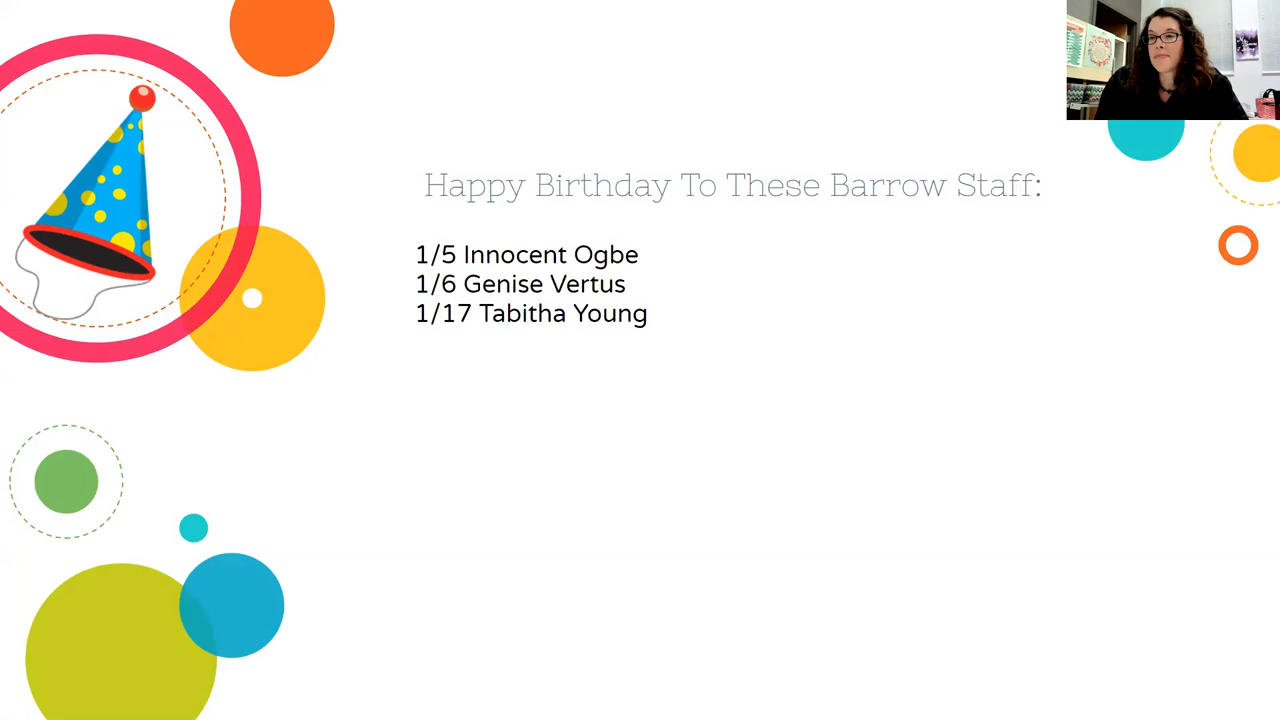 Happy Birthday To These Barrow Staff:
1/5 Innocent Ogbe
1/6 Genise Vertus
1/17 Tabitha Young